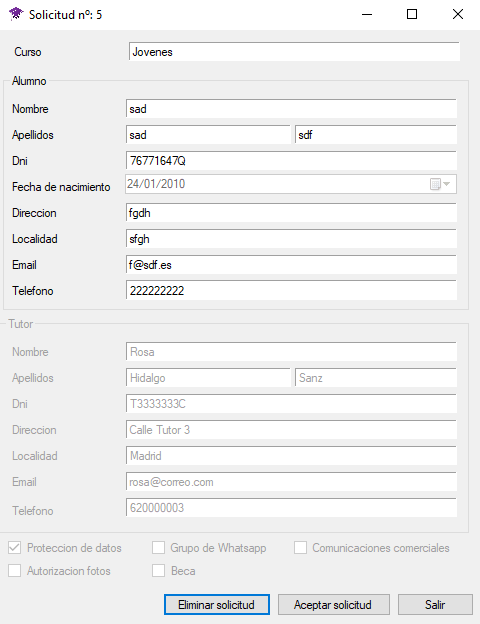 Solicitud nº: 5
Curso Jovenes
Alumno
Nombre sad
Apellidos sad sdf
Dni 76771647Q
Fecha de nacimiento 24/01/2010
Direccion fgdh
Localidad sfgh
Email f@sdf.es
Telefono 222222222
Tutor
Nombre Rosa
Apellidos Hidalgo Sanz
Dni T3333333C
Direccion Calle Tutor 3
Localidad Madrid
Email rosa@correo.com
Telefono 620000003
Proteccion de datos Grupo de Whatsapp Comunicaciones comerciales
Autorizacion fotos Beca
Eliminar solicitud Aceptar solicitud Salir